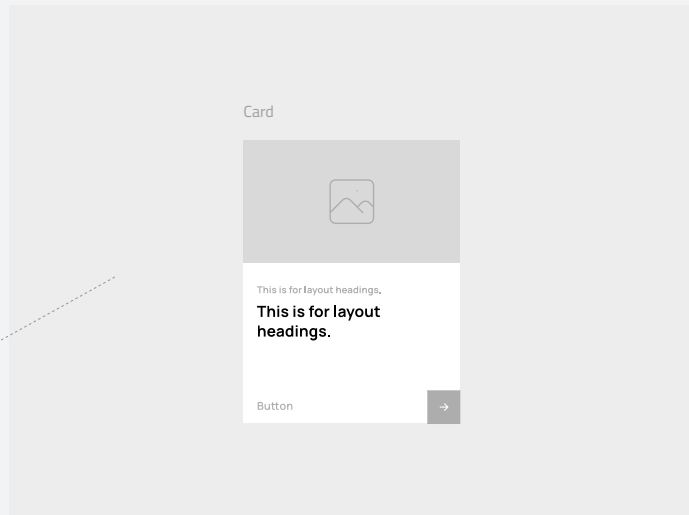 Card
This is for layout headings.
This is for layout
headings.
Button